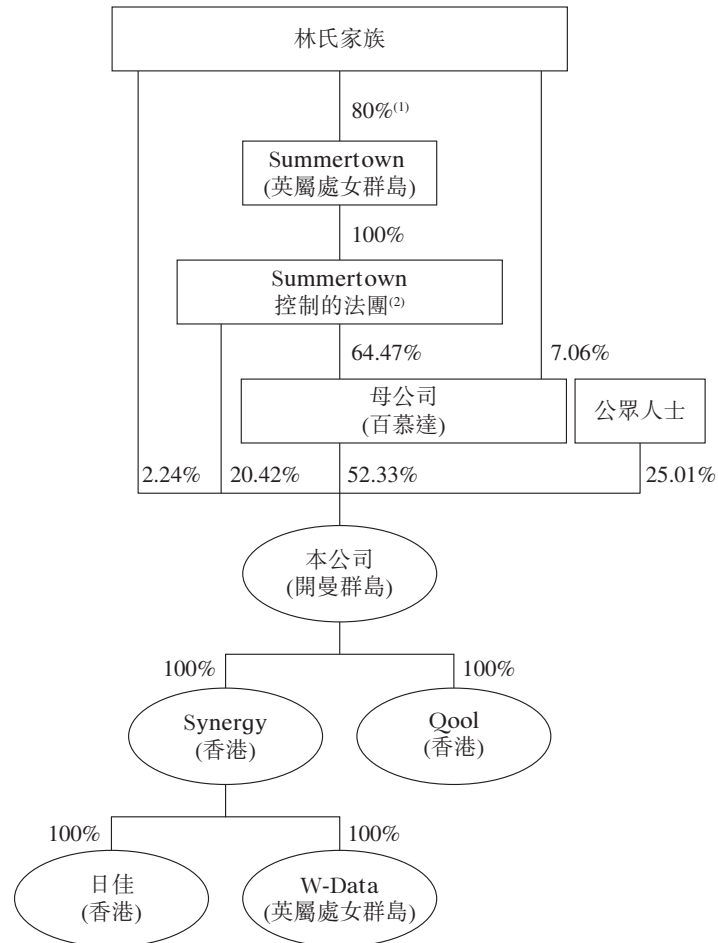 林氏家族
80%(1)
Summertown
(英屬處女群島)
100%
Summertown
控制的法團(2)
64.47%
7.06%
母公司
(百慕達)
公眾人士
2.24%
20.42%
52.33%
25.01%
本公司
(開曼群島)
100%
100%
Synergy
(香港)
Qool
(香港)
100%
100%
日佳
(香港)
W-Data
(英屬處女群島)